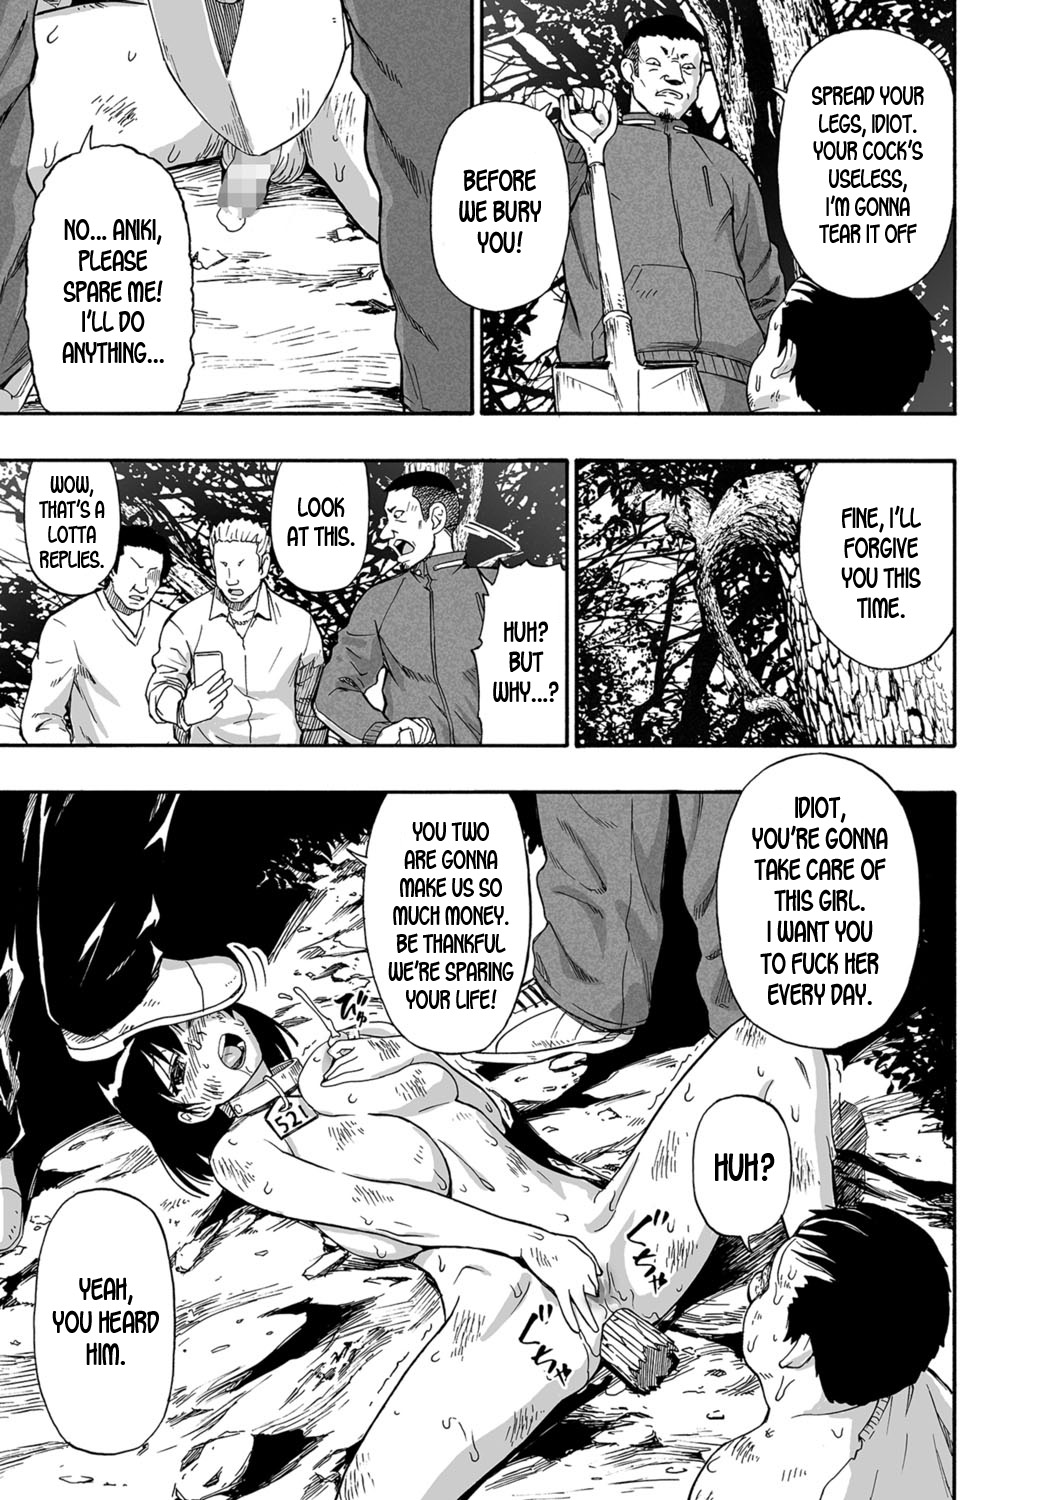 SPREAD YOUR
LEGS, IDIOT.
YOUR COCK'S
USELESS,
I'M GONNA
TEAR IT OFF
BEFORE
WE BURY
YOU!
NO... ANIKI,
PLEASE
SPARE ME!
I'LL DO
ANYTHING...
FINE, I'LL
FORGIVE
YOU THIS
TIME.
HUH?
BUT
WHY...?
LOOK
AT THIS.
WOW,
THAT'S A
LOTTA
REPLIES.
IDIOT,
YOU'RE GONNA
TAKE CARE OF
THIS GIRL.
I WANT YOU
TO FUCK HER
EVERY DAY.
YOU TWO
ARE GONNA
MAKE US SO
MUCH MONEY.
BE THANKFUL
WE'RE SPARING
YOUR LIFE!
521
HUH?
YEAH,
YOU HEARD
HIM.